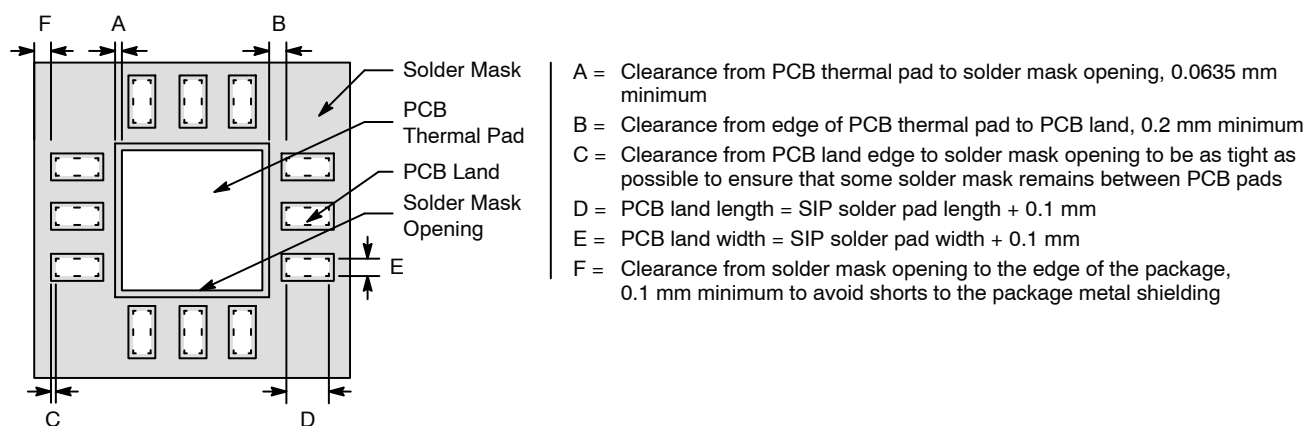 F
A
B
Solder Mask
PCB
Thermal Pad
PCB Land
Solder Mask
Opening
E
C
D
A = Clearance from PCB thermal pad to solder mask opening, 0.0635 mm
minimum
B = Clearance from edge of PCB thermal pad to PCB land, 0.2 mm minimum
C = Clearance from PCB land edge to solder mask opening to be as tight as
possible to ensure that some solder mask remains between PCB pads
D = PCB land length = SIP solder pad length + 0.1 mm
E = PCB land width = SIP solder pad width + 0.1 mm
F = Clearance from solder mask opening to the edge of the package,
0.1 mm minimum to avoid shorts to the package metal shielding